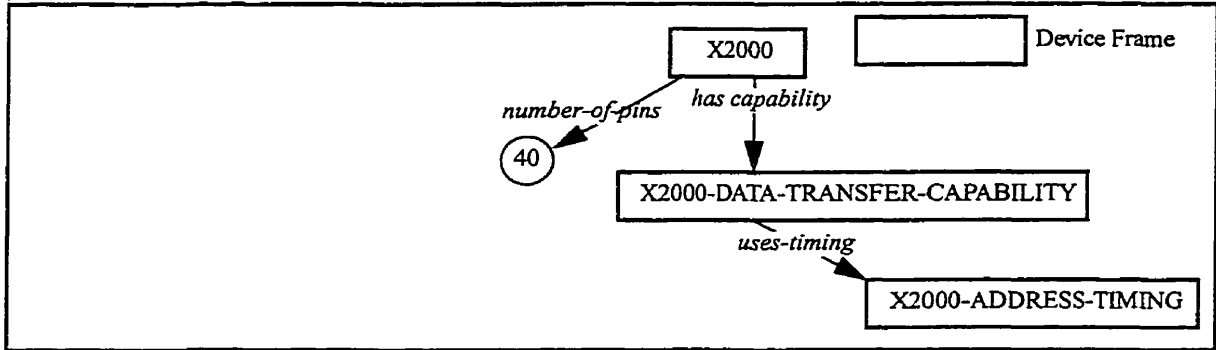 X2000
Device Frame
number-of-pins
has capability
40
X2000-DATA-TRANSFER-CAPABILITY
uses-timing
X2000-ADDRESS-TIMING